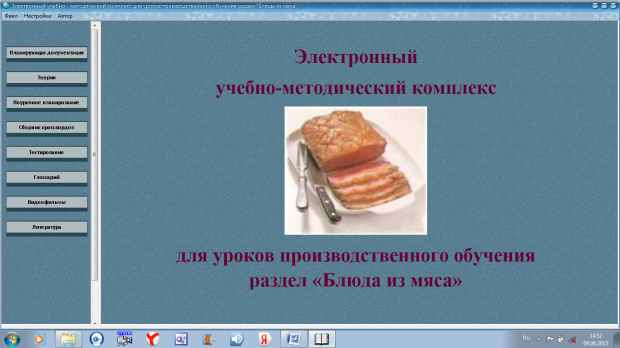 Электронный учебно - методический комплекс для уроков производственного обучения раздел "Блюда из мяса"
Файл Настройки Автор
Планирующая документация
Теория
Поурочное планирование
Сборник кроссвордов
Тестирование
Глоссарий
Видеофильмы
Литература
Электронный
учебно-методический комплекс
для уроков производственного обучения
раздел «Блюда из мяса»
RU
14:52
09.06.2015